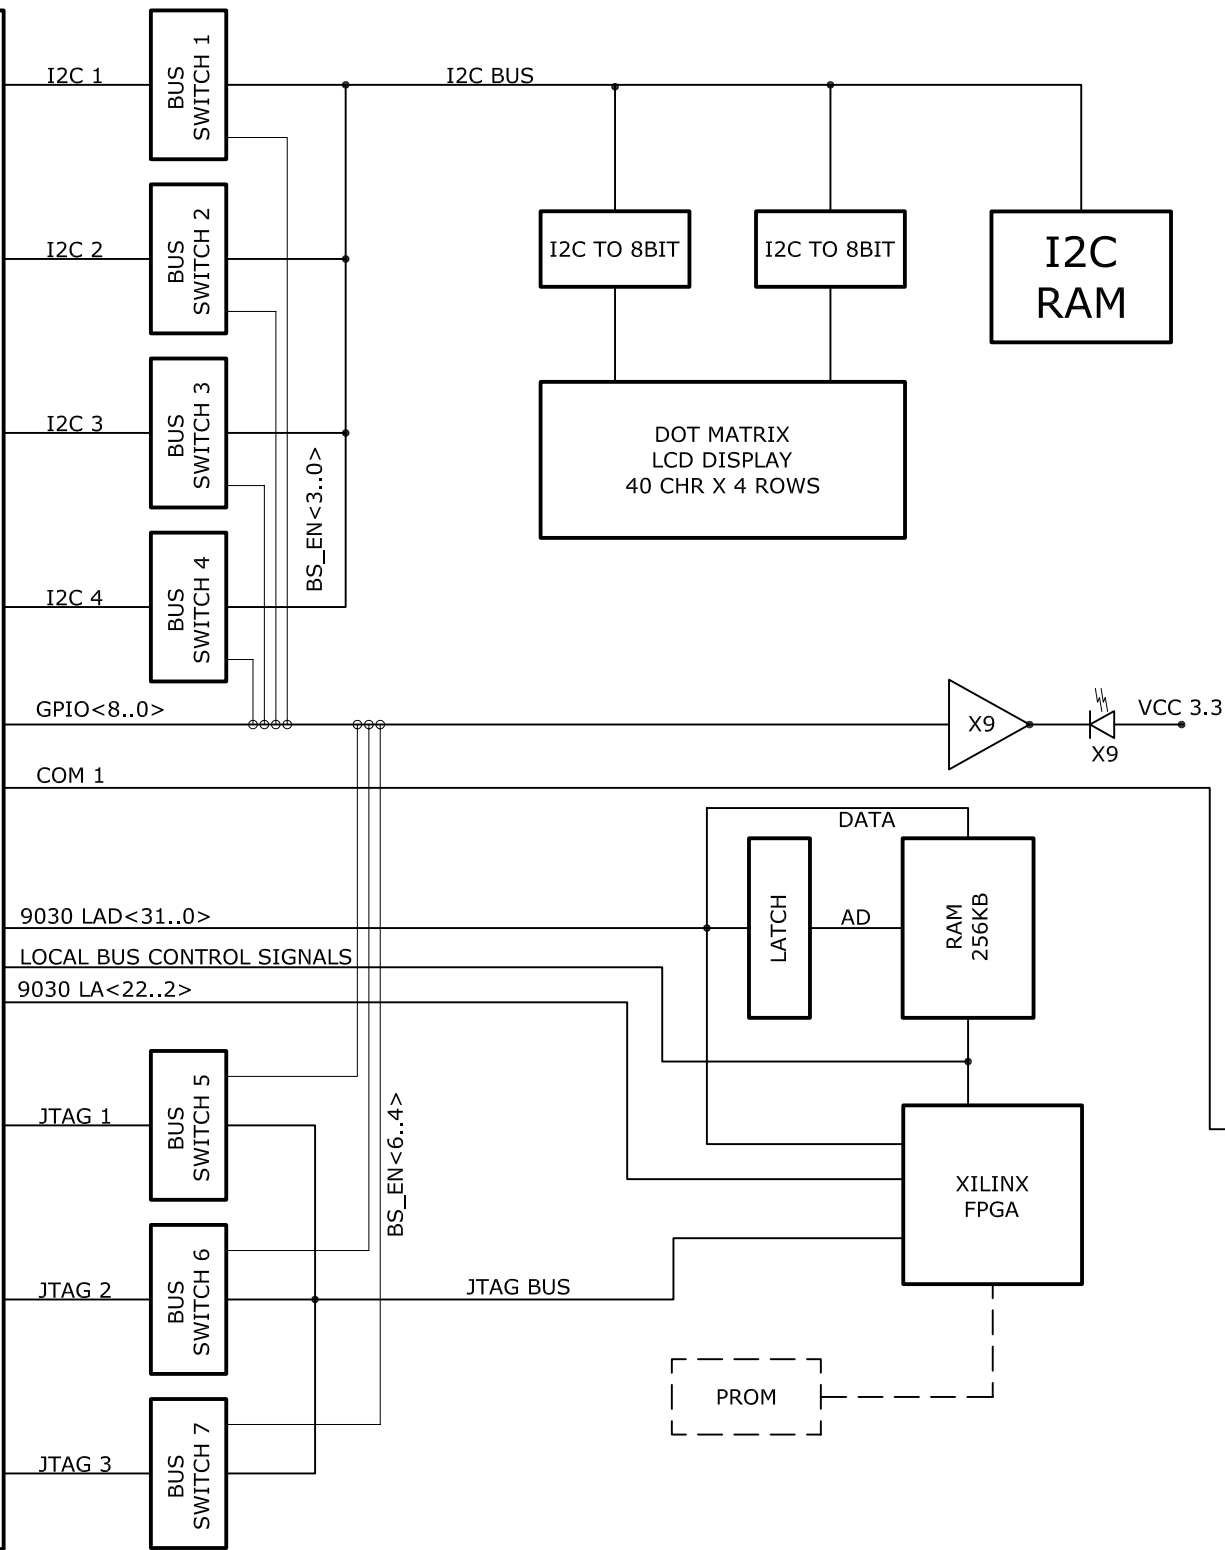 I2C 1
BUS
SWITCH 1
I2C BUS
I2C 2
BUS
SWITCH 2
I2C TO 8BIT
I2C TO 8BIT
I2C
RAM
I2C 3
BUS
SWITCH 3
BS_EN<3..0>
DOT MATRIX
LCD DISPLAY
40 CHR X 4 ROWS
I2C 4
BUS
SWITCH 4
GPIO<8..0>
X9
X9
VCC 3.3
COM 1
DATA
9030 LAD<31..0>
LATCH
AD
RAM
256KB
LOCAL BUS CONTROL SIGNALS
9030 LA<22..2>
JTAG 1
BUS
SWITCH 5
BS_EN<6..4>
XILINX
FPGA
JTAG 2
BUS
SWITCH 6
JTAG BUS
PROM
JTAG 3
BUS
SWITCH 7